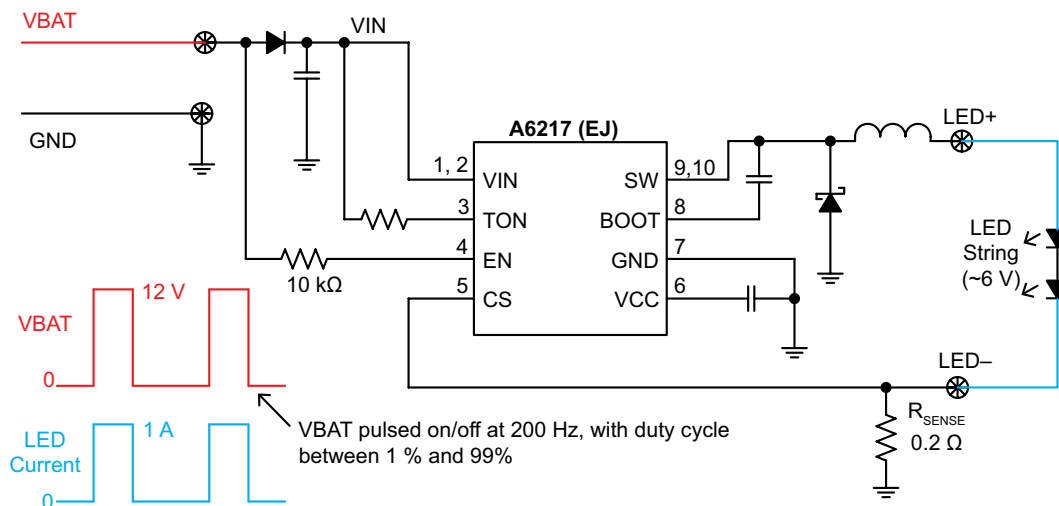 VBAT
VIN
GND
A6217 (EJ)
LED+
1, 2
VIN
SW
9,10
3
TON
BOOT
8
4
EN
GND
7
10 kΩ
5
CS
VCC
6
LED
String
(~6 V)
12 V
VBAT
0
LED–
VBAT pulsed on/off at 200 Hz, with duty cycle
between 1 % and 99%
RSENSE
0.2 Ω
1 A
LED
Current
0